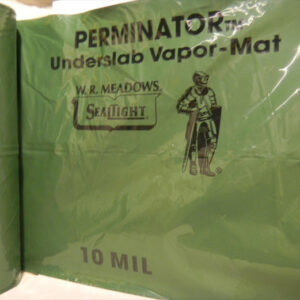 PERMINATOR™
Underslab Vapor-Mat
W. R. MEADOWS
SEALTIGHT
®
10 MIL